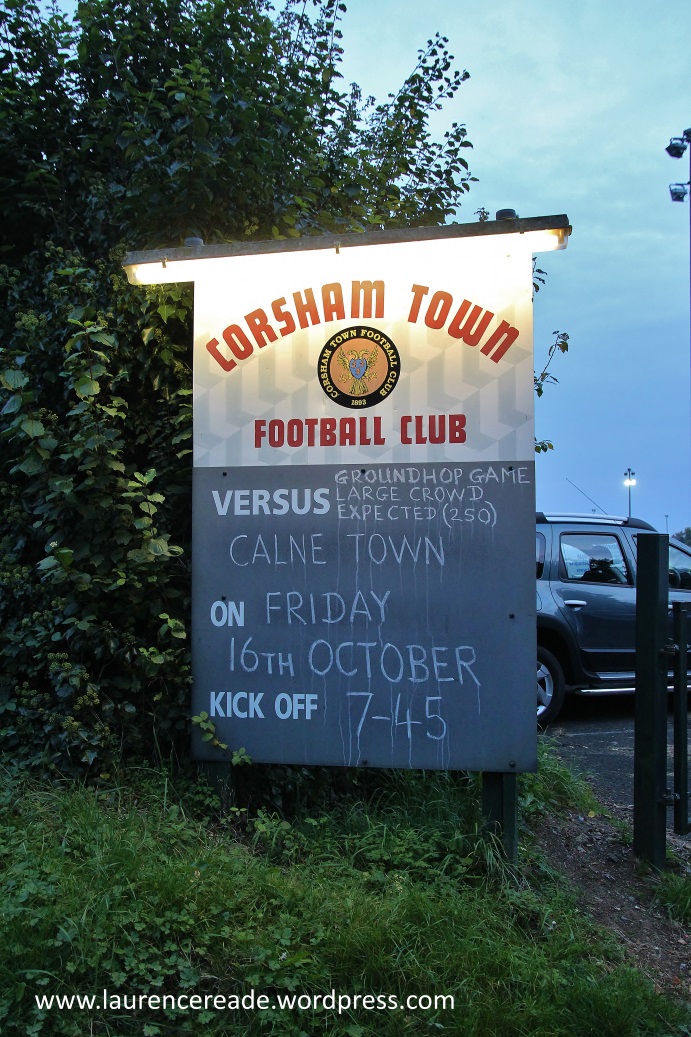 CORSHAM TOWN
CORSHAM TOWN FOOTBALL CLUB
1893
FOOTBALL CLUB
GROUNDHOP GAME
VERSUS LARGE CROWD
EXPECTED (250)
CALNE TOWN
ON FRIDAY
16TH OCTOBER
KICK OFF 7-45
www.laurencereade.wordpress.com